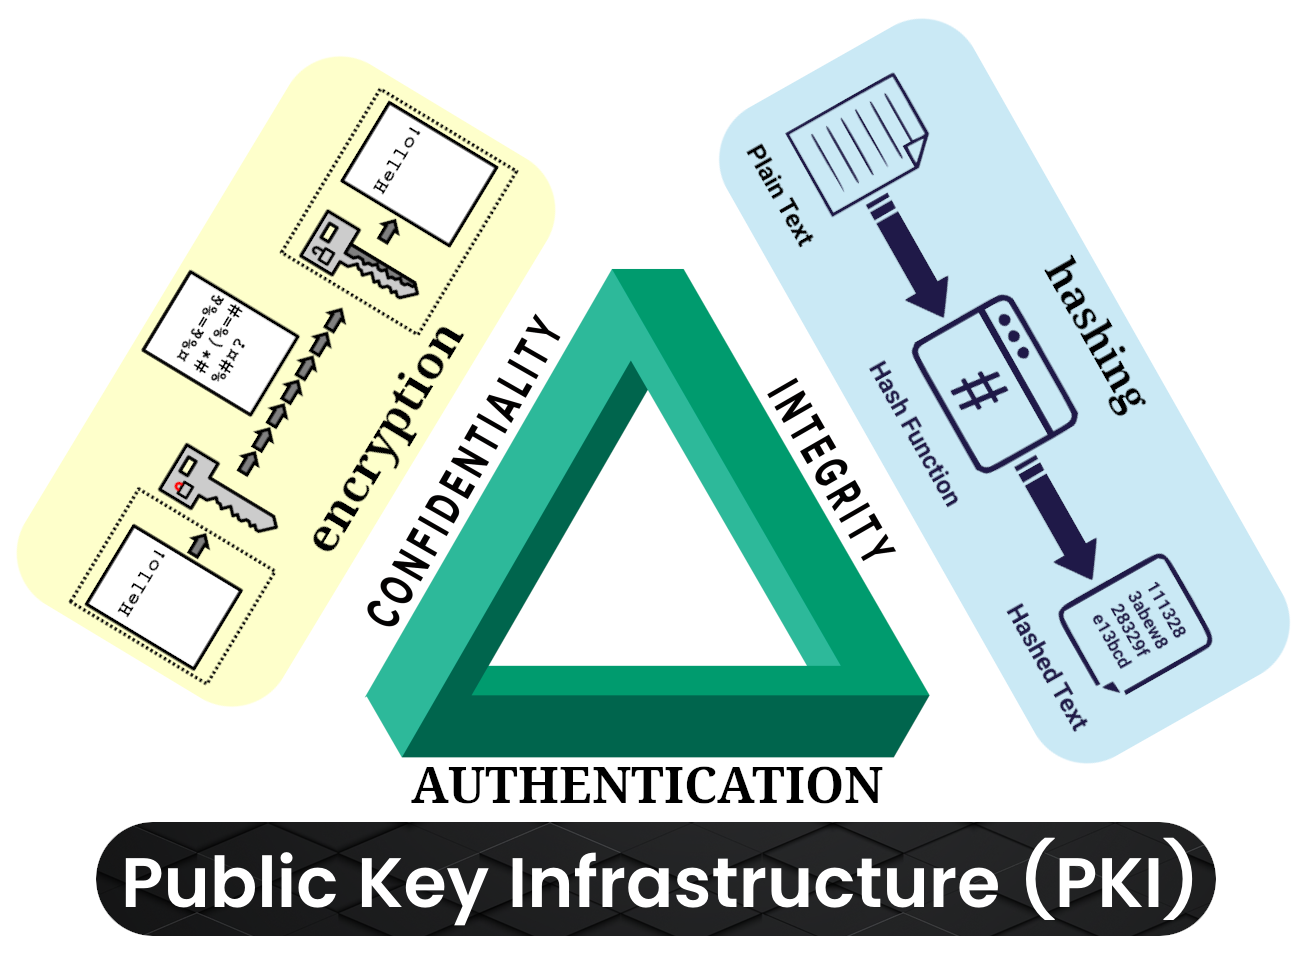 Hello!
¤%&=%&
#*(%=#
%#¤?
Hello!
encryption
CONFIDENTIALITY
Plain Text
#
Hash Function
hashing
111328
3abew8
28329f
e13bcd
Hashed Text
INTEGRITY
AUTHENTICATION
Public Key Infrastructure (PKI)